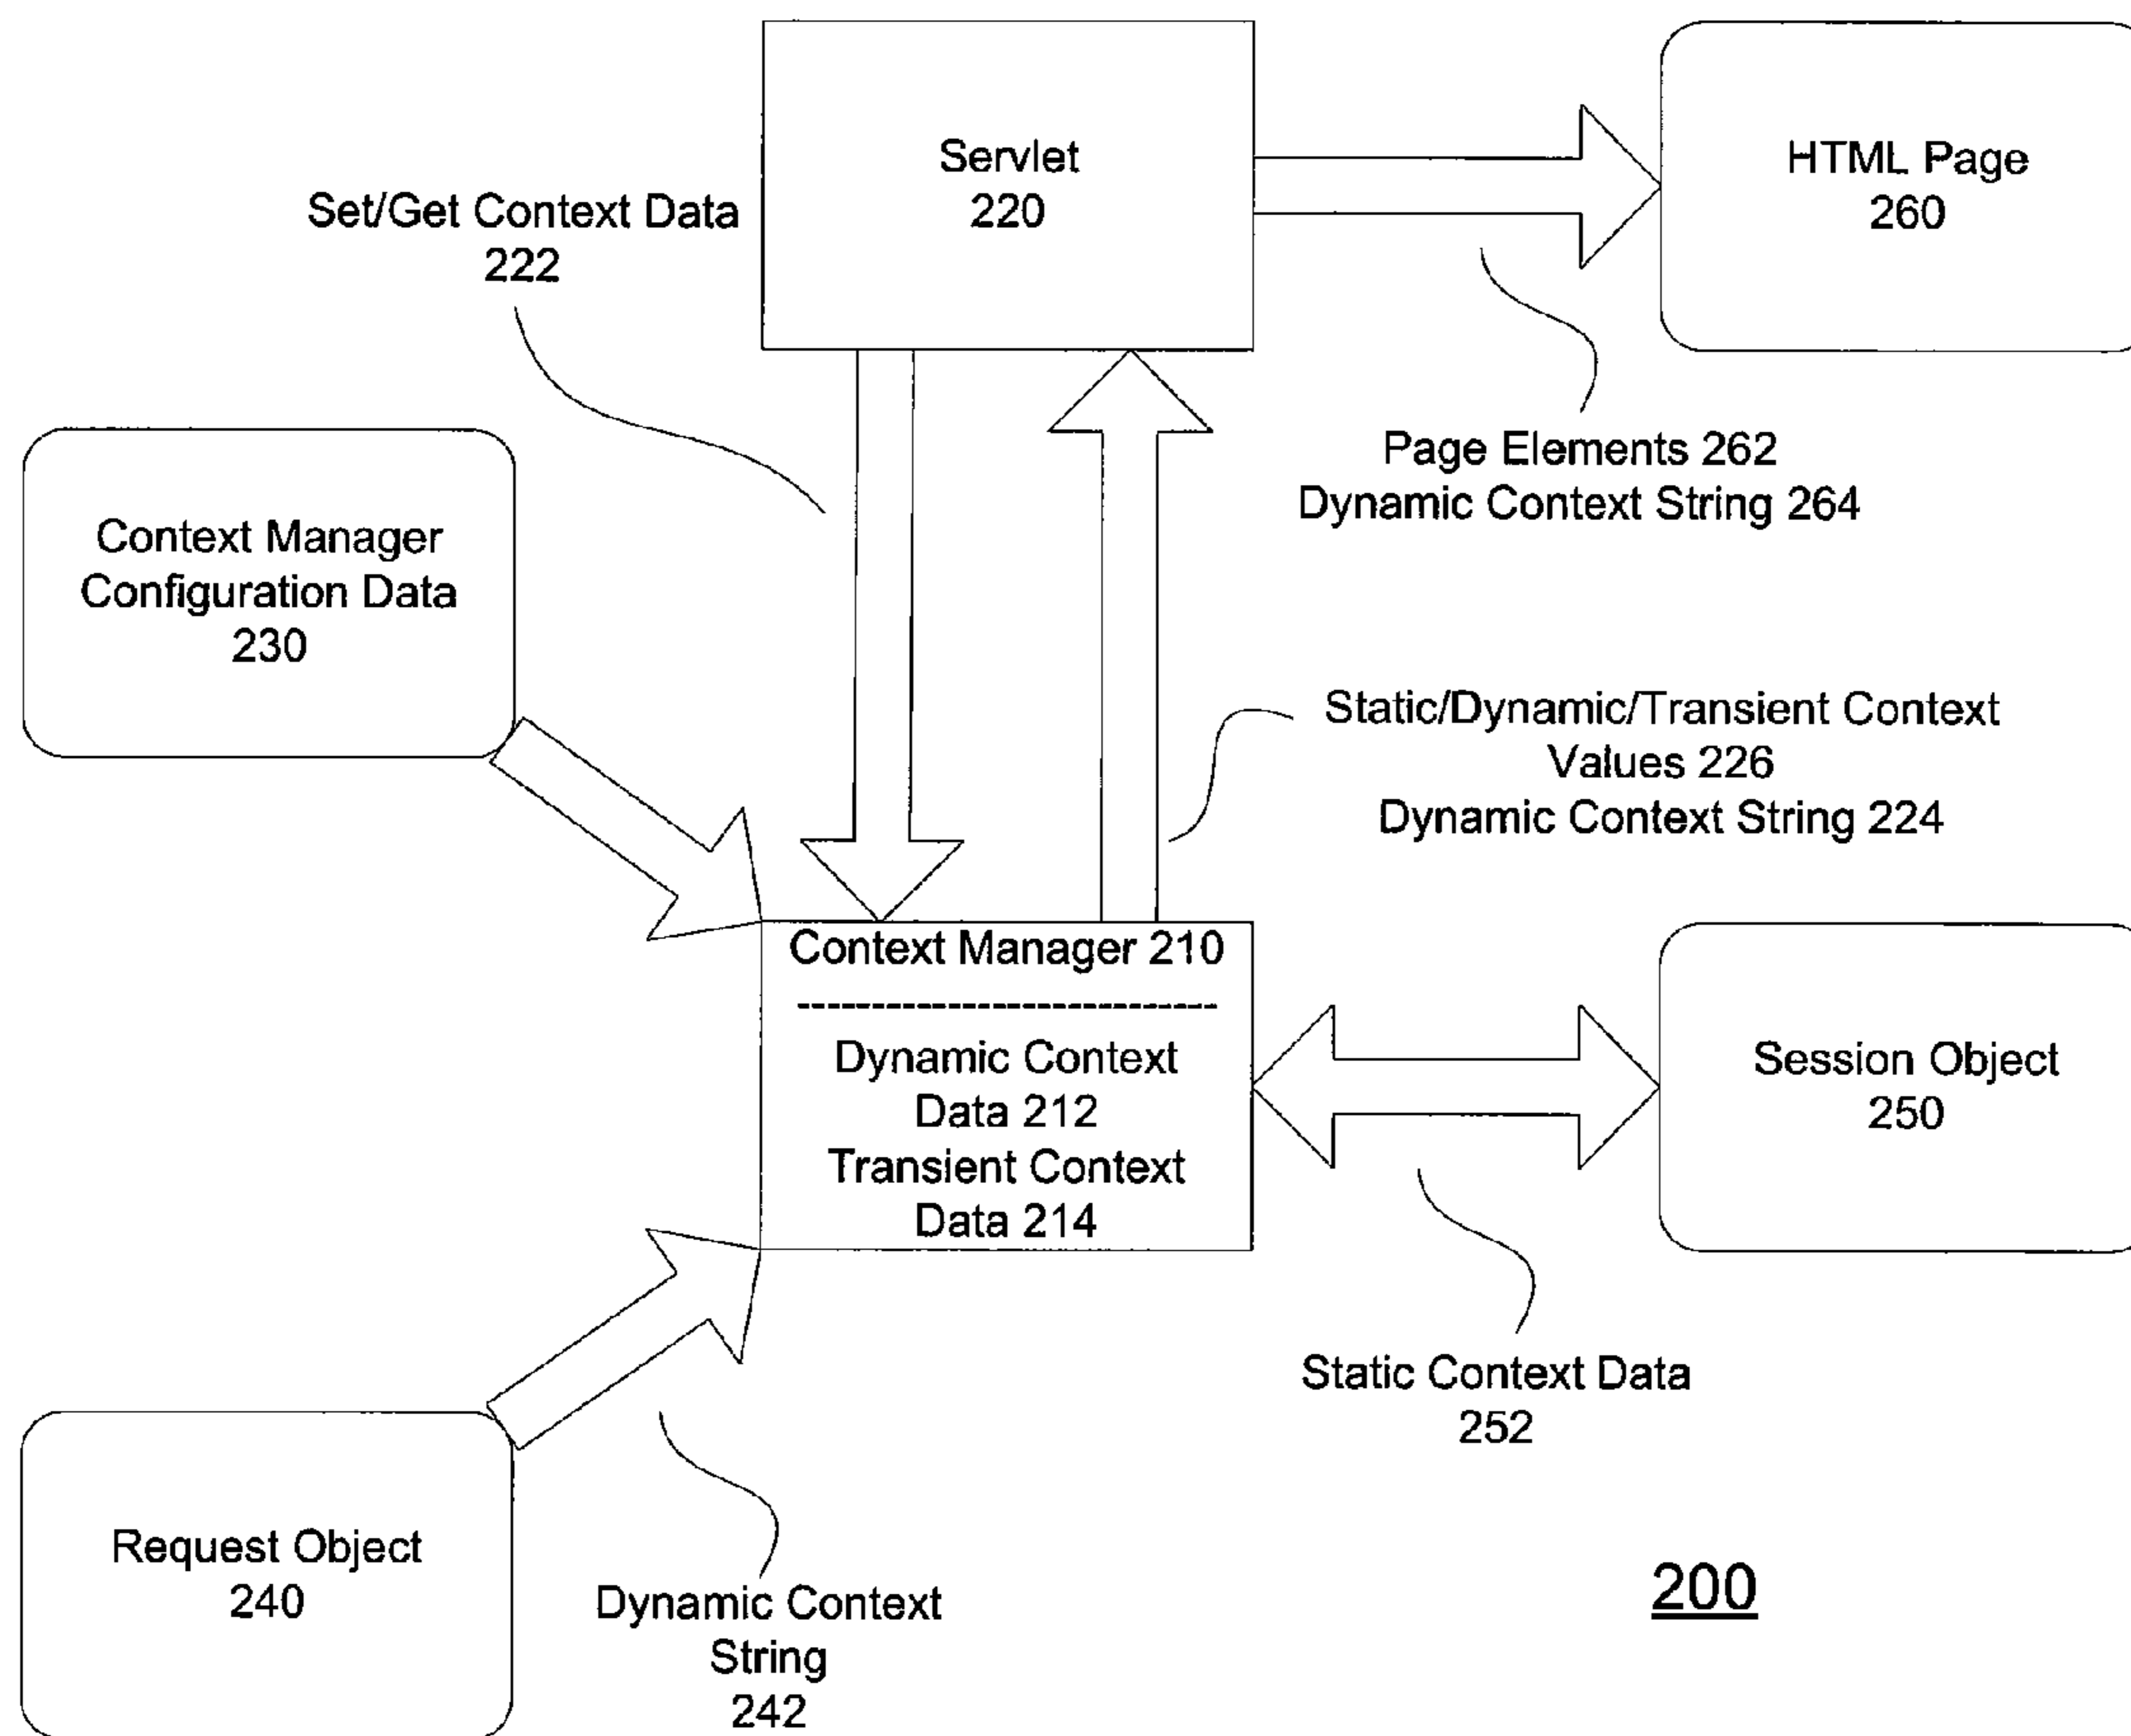 Servlet
220
HTML Page
260
Set/Get Context Data
222
Page Elements 262
Dynamic Context String 264
Context Manager
Configuration Data
230
Static/Dynamic/Transient Context
Values 226
Dynamic Context String 224
Context Manager 210
Dynamic Context
Data 212
Transient Context
Data 214
Session Object
250
Static Context Data
252
Request Object
240
Dynamic Context
String
242
200